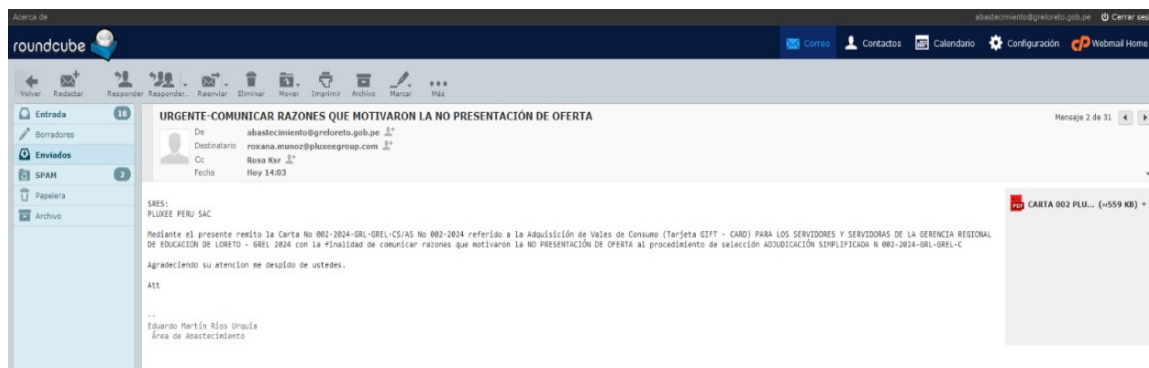 Acerca de
abastecimiento@greloreto.gob.pe Cerrar ses
roundcube
Correo Contactos Calendario Configuración cP Webmail Home
Volver Redactar Responder Responder... Reenviar Eliminar Mover Imprimir Archivo Marcar Más
Entrada 18
Borradores
Enviados
SPAM 2
Papelera
Archivo
URGENTE-COMUNICAR RAZONES QUE MOTIVARON LA NO PRESENTACIÓN DE OFERTA
Mensaje 2 de 31
De abastecimiento@greloreto.gob.pe
Destinatario roxana.munoz@pluxeegroup.com
Cc Rosa Ksr
Fecha Hoy 14:03
SRES:
PLUXEE PERU SAC
Mediante el presente remito la Carta No 002-2024-GRL-GREL-CS/AS No 002-2024 referido a la Adquisición de Vales de Consumo (Tarjeta GIFT - CARD) PARA LOS SERVIDORES Y SERVIDORAS DE LA GERENCIA REGIONAL
DE EDUCACION DE LORETO - GREL 2024 con la finalidad de comunicar razones que motivaron la NO PRESENTACIÓN DE OFERTA al procedimiento de selección ADJUDICACIÓN SIMPLIFICADA N 002-2024-GRL-GREL-C
Agradeciendo su atencion me despido de ustedes.
Att
--
Eduardo Martín Ríos Urquía
Área de Abastecimiento
PDF CARTA 002 PLU... (~559 KB)